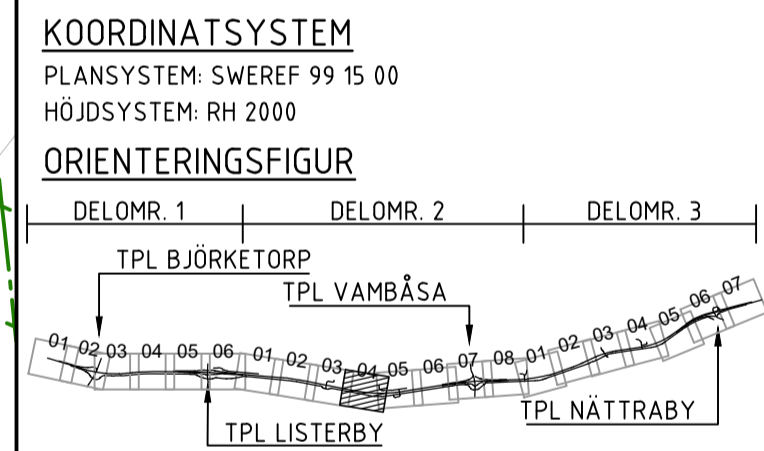 KOORDINATSYSTEM
PLANSYSTEM: SWEREF 99 15 00
HÖJDSYSTEM: RH 2000
ORIENTERINGSFIGUR
DELOMR. 1 DELOMR. 2 DELOMR. 3
TPL BJÖRKETORP
TPL VAMBÅSA
01 02 03 04 05 06 01 02 03 04 05 06 07 08 01 02 03 04 05 06 07
TPL NÄTTRABY
TPL LISTERBY